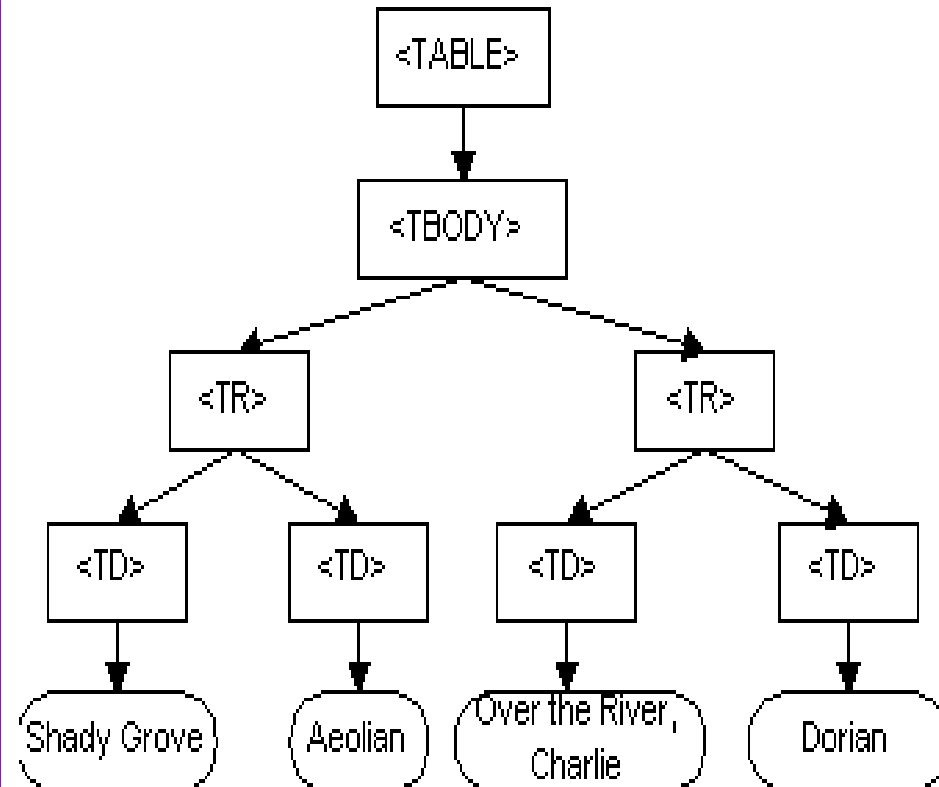 <TABLE>
<TBODY>
<TR>
<TR>
<TD>
<TD>
<TD>
<TD>
Shady Grove
Aeolian
Over the River,
Charlie
Dorian